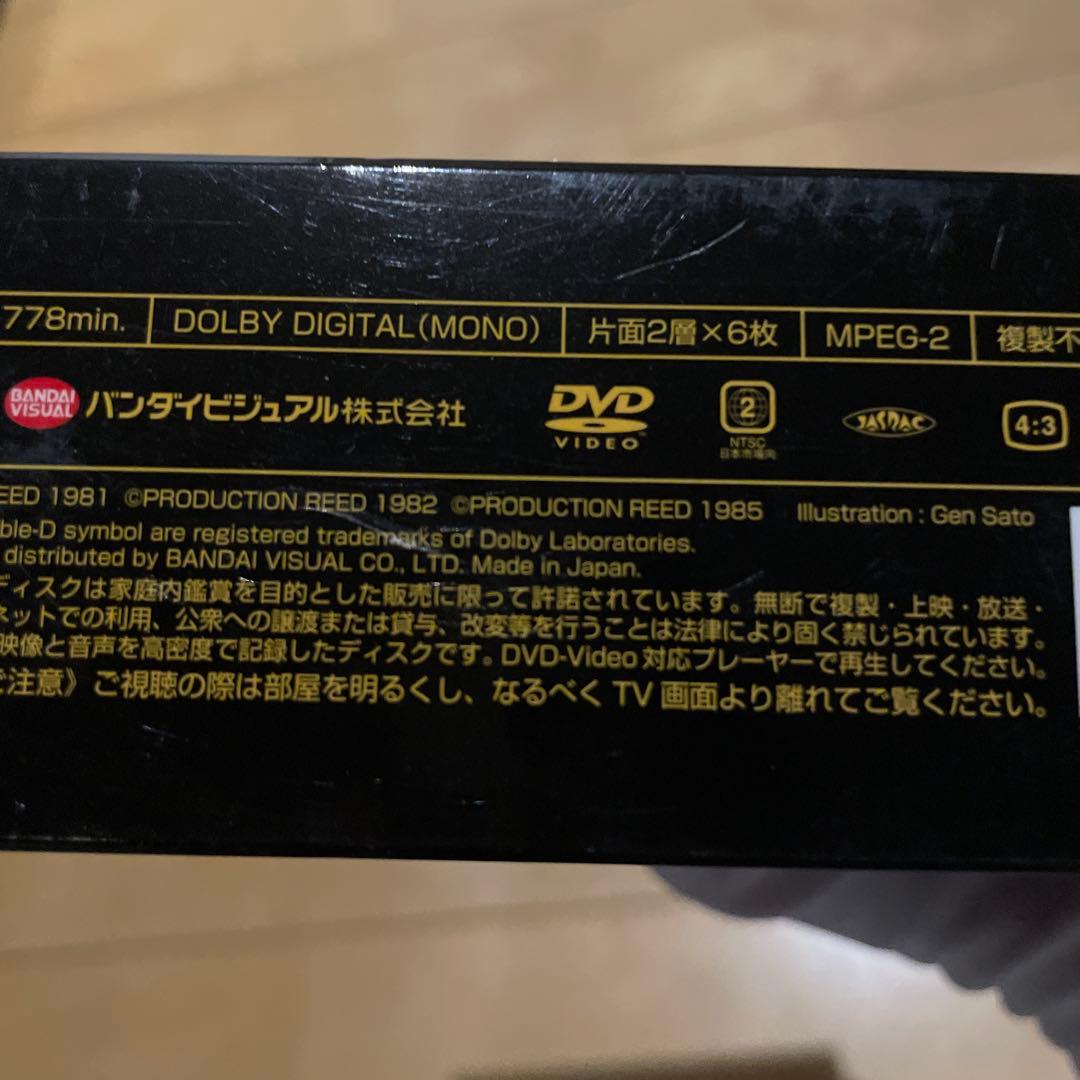 778min. DOLBY DIGITAL(MONO) 片面2層×6枚 MPEG-2 複製不
BANDAI VISUAL バンダイビジュアル株式会社 DVD VIDEO 2 NTSC 日本市場向 JASRAC 4:3
EED 1981 ©PRODUCTION REED 1982 ©PRODUCTION REED 1985 Illustration : Gen Sato
ble-D symbol are registered trademarks of Dolby Laboratories.
distributed by BANDAI VISUAL CO., LTD. Made in Japan.
ディスクは家庭内鑑賞を目的とした販売に限って許諾されています。無断で複製・上映・放送・
ネットでの利用、公衆への譲渡または貸与、改変等を行うことは法律により固く禁じられています。
映像と音声を高密度で記録したディスクです。DVD-Video対応プレーヤーで再生してください。
ご注意》ご視聴の際は部屋を明るくし、なるべくTV画面より離れてご覧ください。